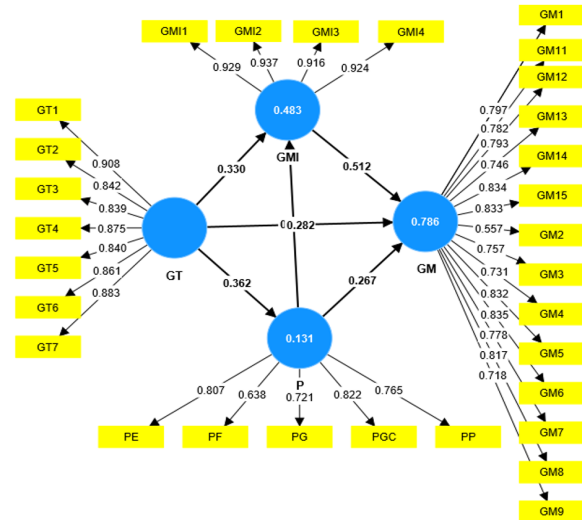 GM1
GMI1
GMI2
GMI3
GMI4
GM11
0.929
0.937
0.916
0.924
GM12
GT1
0.483
0.797
GM13
0.782
GT2
0.908
GMI
0.793
GM14
0.842
0.330
0.512
0.746
GT3
0.839
0.834
GM15
GT4
0.875
0.282
0.786
0.833
GM2
0.557
GT5
0.840
GT
GM
0.757
GM3
GT6
0.861
0.362
0.267
0.731
GM4
0.883
0.832
GT7
0.131
0.835
GM5
0.778
P
0.817
GM6
0.807
0.638
0.721
0.822
0.765
0.718
PE
PF
PG
PGC
PP
GM7
GM8
GM9